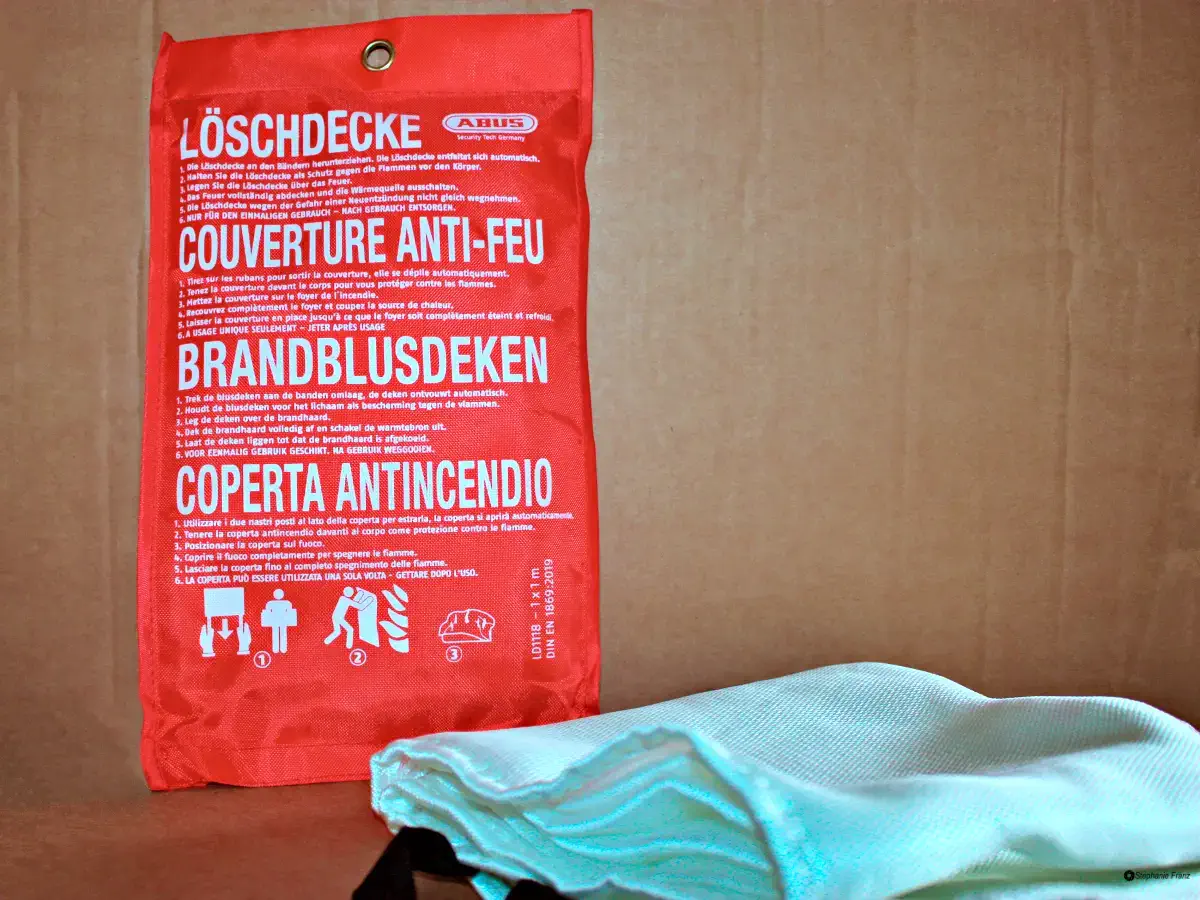 LÖSCHDECKE
ABUS
Security Tech Germany
1. Die Löschdecke an den Bändern herunterziehen. Die Löschdecke entfaltet sich automatisch.
2. Halten Sie die Löschdecke als Schutz gegen die Flammen vor den Körper.
3. Legen Sie die Löschdecke über das Feuer.
4. Das Feuer vollständig abdecken und die Wärmequelle ausschalten.
5. Die Löschdecke wegen der Gefahr einer Neuentzündung nicht gleich wegnehmen.
6. NUR FÜR DEN EINMALIGEN GEBRAUCH – NACH GEBRAUCH ENTSORGEN.
COUVERTURE ANTI-FEU
1. Tirez sur les rubans pour sortir la couverture, elle se déplie automatiquement.
2. Tenez la couverture devant le corps pour vous protéger contre les flammes.
3. Mettez la couverture sur le foyer de l'incendie.
4. Recouvrez complètement le foyer et coupez la source de chaleur.
5. Laisser la couverture en place jusqu'à ce que le foyer soit complètement éteint et refroidi.
6. A USAGE UNIQUE SEULEMENT – JETER APRÈS USAGE
BRANDBLUSDEKEN
1. Trek de blusdeken aan de banden omlaag, de deken ontvouwt automatisch.
2. Houdt de blusdeken voor het lichaam als bescherming tegen de vlammen.
3. Leg de deken over de brandhaard.
4. Dek de brandhaard volledig af en schakel de warmtebron uit.
5. Laat de deken liggen tot dat de brandhaard is afgekoeld.
6. VOOR EENMALIG GEBRUIK GESCHIKT. NA GEBRUIK WEGGOOIEN.
COPERTA ANTINCENDIO
1. Utilizzare i due nastri posti al lato della coperta per estrarla, la coperta si aprirà automaticamente.
2. Tenere la coperta antincendio davanti al corpo come protezione contro le fiamme.
3. Posizionare la coperta sul fuoco.
4. Coprire il fuoco completamente per spegnere le fiamme.
5. Lasciare la coperta fino al completo spegnimento delle fiamme.
6. LA COPERTA PUÒ ESSERE UTILIZZATA UNA SOLA VOLTA - GETTARE DOPO L'USO.
1
2
3
LD1118 – 1 x 1 m
DIN EN 1869:2019
Stephanie Franz